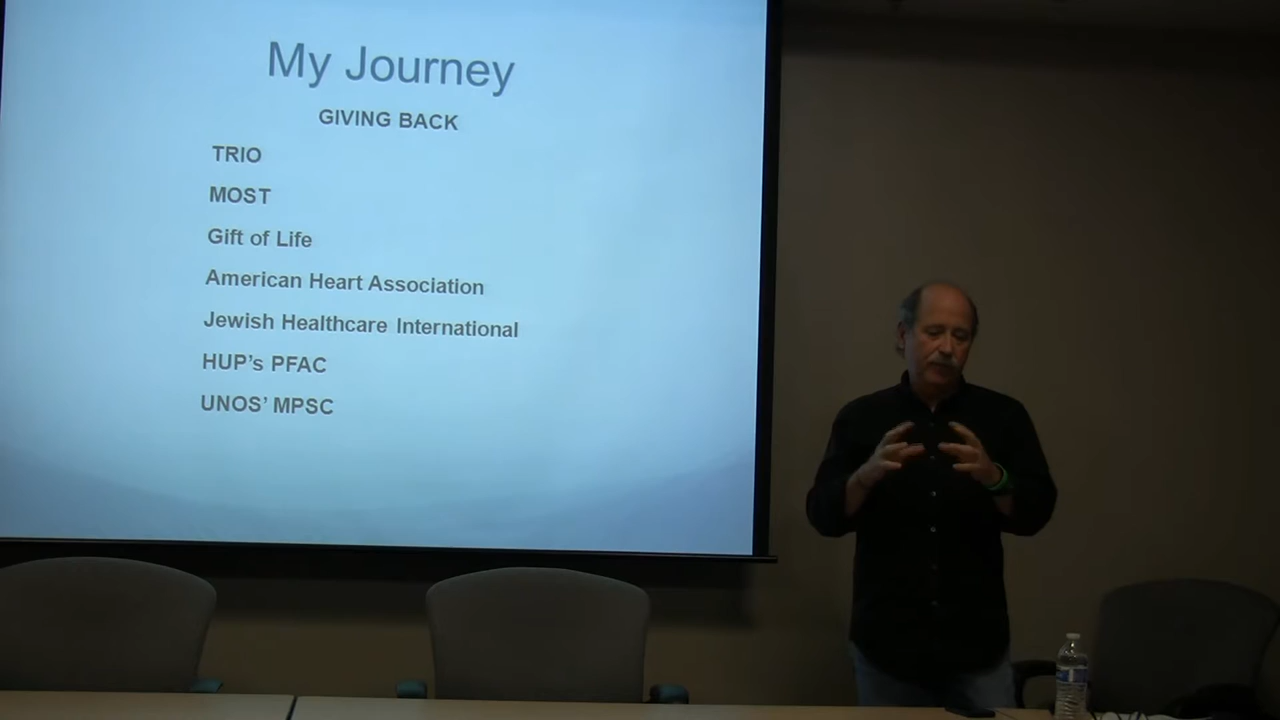 My Journey
GIVING BACK
TRIO
MOST
Gift of Life
American Heart Association
Jewish Healthcare International
HUP’s PFAC
UNOS’ MPSC